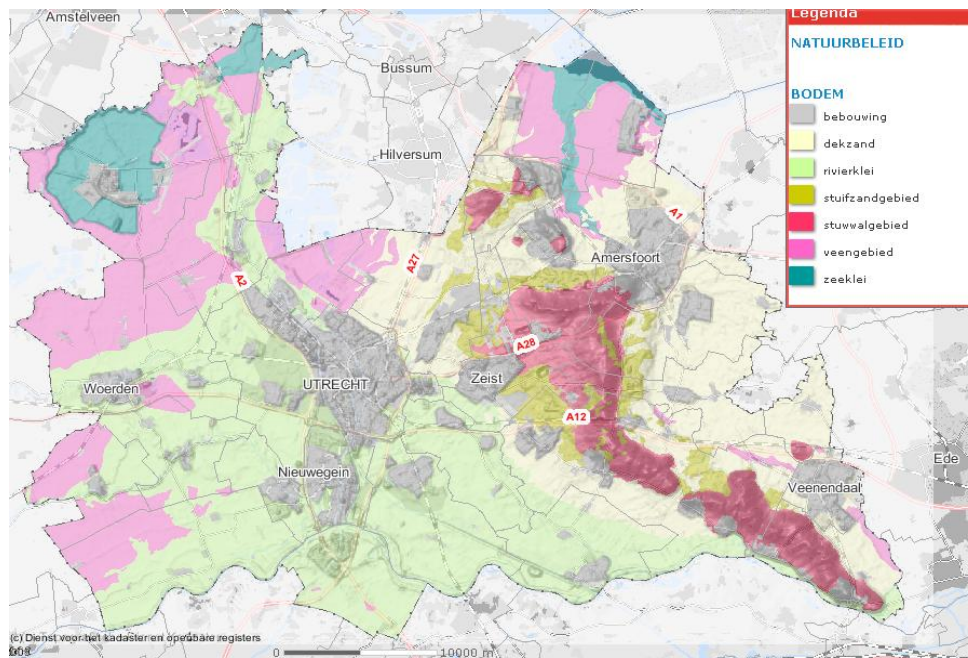 Amstelveen
Bussum
Hilversum
A1
Amersfoort
A27
A2
A28
Woerden
UTRECHT
Zeist
A12
Nieuwegein
Veenendaal
Ede
(c) Dienst voor het kadaster en openbare registers
0 10000 m
Legenda
NATUURBELEID
BODEM
bebouwing
dekzand
rivierklei
stuifzandgebied
stuwwalgebied
veengebied
zeeklei